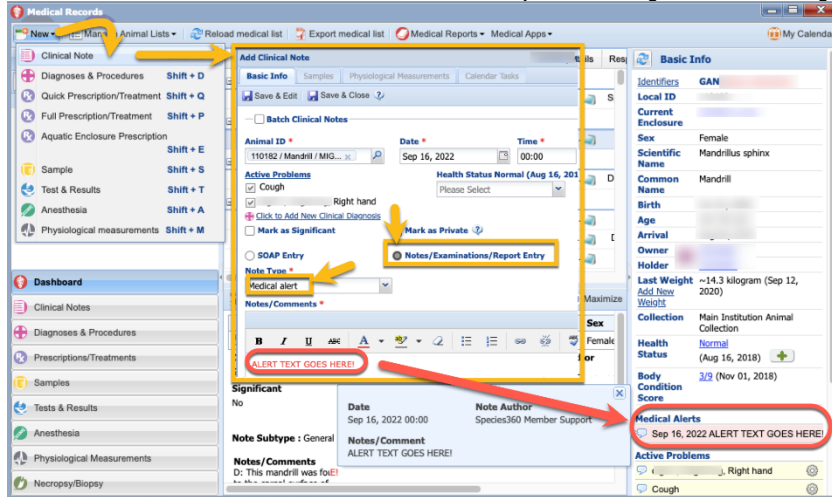 Medical Records
New Man Animal Lists Reload medical list Export medical list Medical Reports Medical Apps My Calenda
Clinical Note
Diagnoses & Procedures Shift + D
Quick Prescription/Treatment Shift + Q
Full Prescription/Treatment Shift + P
Aquatic Enclosure Prescription
Shift + E
Sample Shift + S
Test & Results Shift + T
Anesthesia Shift + A
Physiological measurements Shift + M
Dashboard
Clinical Notes
Diagnoses & Procedures
Prescriptions/Treatments
Samples
Tests & Results
Anesthesia
Physiological Measurements
Necropsy/Biopsy
Add Clinical Note
Basic Info Samples Physiological Measurements Calendar Tasks
Save & Edit Save & Close
Batch Clinical Notes
Animal ID * Date * Time *
110182 / Mandrill / MIG... Sep 16, 2022 00:00
Active Problems Health Status Normal (Aug 16, 201
Cough Please Select
Right hand
Click to Add New Clinical Diagnosis
Mark as Significant Mark as Private
SOAP Entry Notes/Examinations/Report Entry
Note Type *
Medical alert
Notes/Comments *
B I U ABC A
ALERT TEXT GOES HERE!
ils Res
S
D
Maximize
Sex
Female
or
Significant
No
Note Subtype : General
Notes/Comments
D: This mandrill was fo
Date Note Author
Sep 16, 2022 00:00 Species360 Member Support
Notes/Comment
ALERT TEXT GOES HERE!
Basic Info
Identifiers GAN
Local ID
Current
Enclosure
Sex Female
Scientific Mandrillus sphinx
Name
Common Mandrill
Name
Birth
Age
Arrival
Owner
Holder
Last Weight ~14.3 kilogram (Sep 12,
Add New 2020)
Weight
Collection Main Institution Animal
Collection
Health Normal
Status (Aug 16, 2018)
Body 3/9 (Nov 01, 2018)
Condition
Score
Medical Alerts
Sep 16, 2022 ALERT TEXT GOES HERE!
Active Problems
, Right hand
Cough